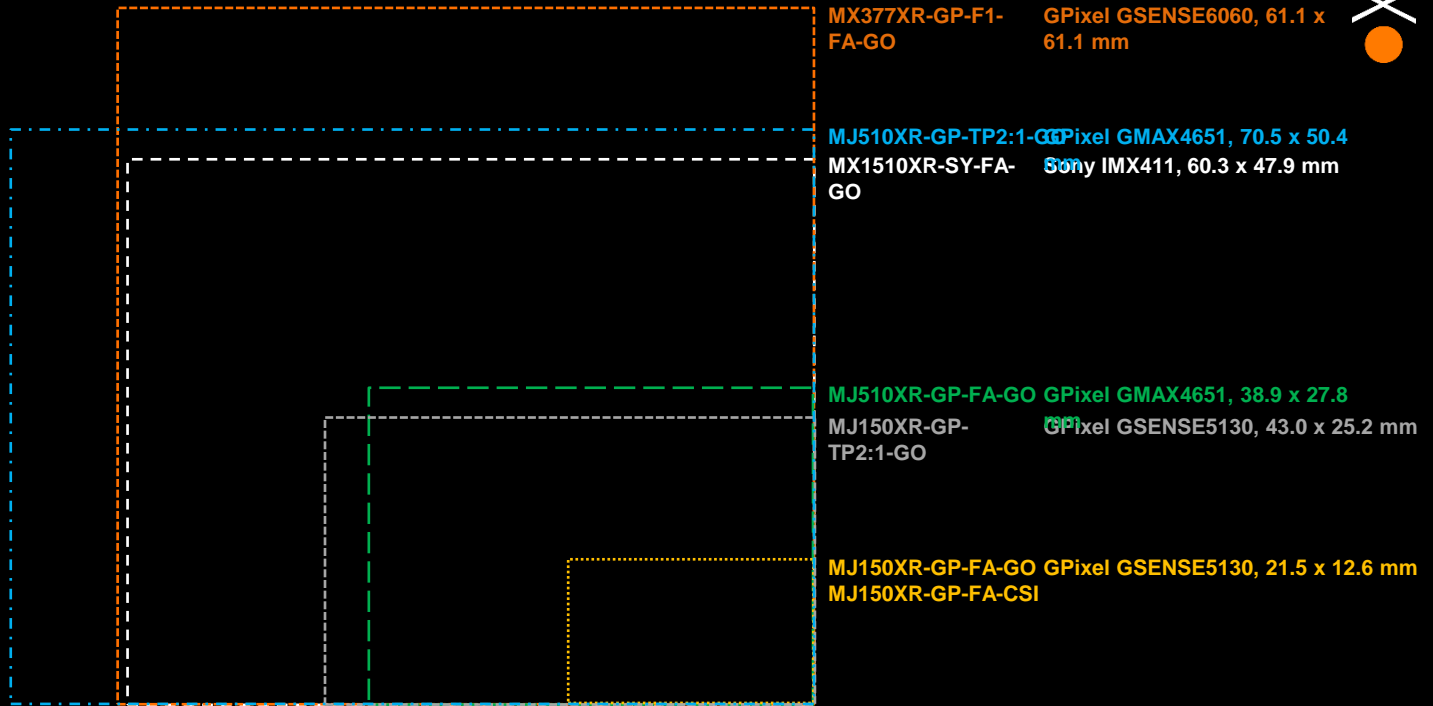 MX377XR-GP-F1- GPixel GSENSE6060, 61.1 x
FA-GO 61.1 mm
MJ510XR-GP-TP2:1-GO GPixel GMAX4651, 70.5 x 50.4
mm
MX1510XR-SY-FA- Sony IMX411, 60.3 x 47.9 mm
GO
MJ510XR-GP-FA-GO GPixel GMAX4651, 38.9 x 27.8
mm
MJ150XR-GP- GPixel GSENSE5130, 43.0 x 25.2 mm
TP2:1-GO
MJ150XR-GP-FA-GO GPixel GSENSE5130, 21.5 x 12.6 mm
MJ150XR-GP-FA-CSI